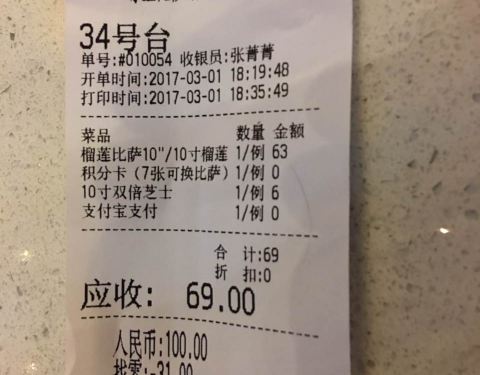 34号台
单号:#010054 收银员:张菁菁
开单时间:2017-03-01 18:19:48
打印时间:2017-03-01 18:35:49
菜品 数量 金额
榴莲比萨10"/10寸榴莲 1/例 63
积分卡（7张可换比萨）1/例 0
10寸双倍芝士 1/例 6
支付宝支付 1/例 0
合 计:69
折 扣:0
应收: 69.00
人民币:100.00
找零:-31.00